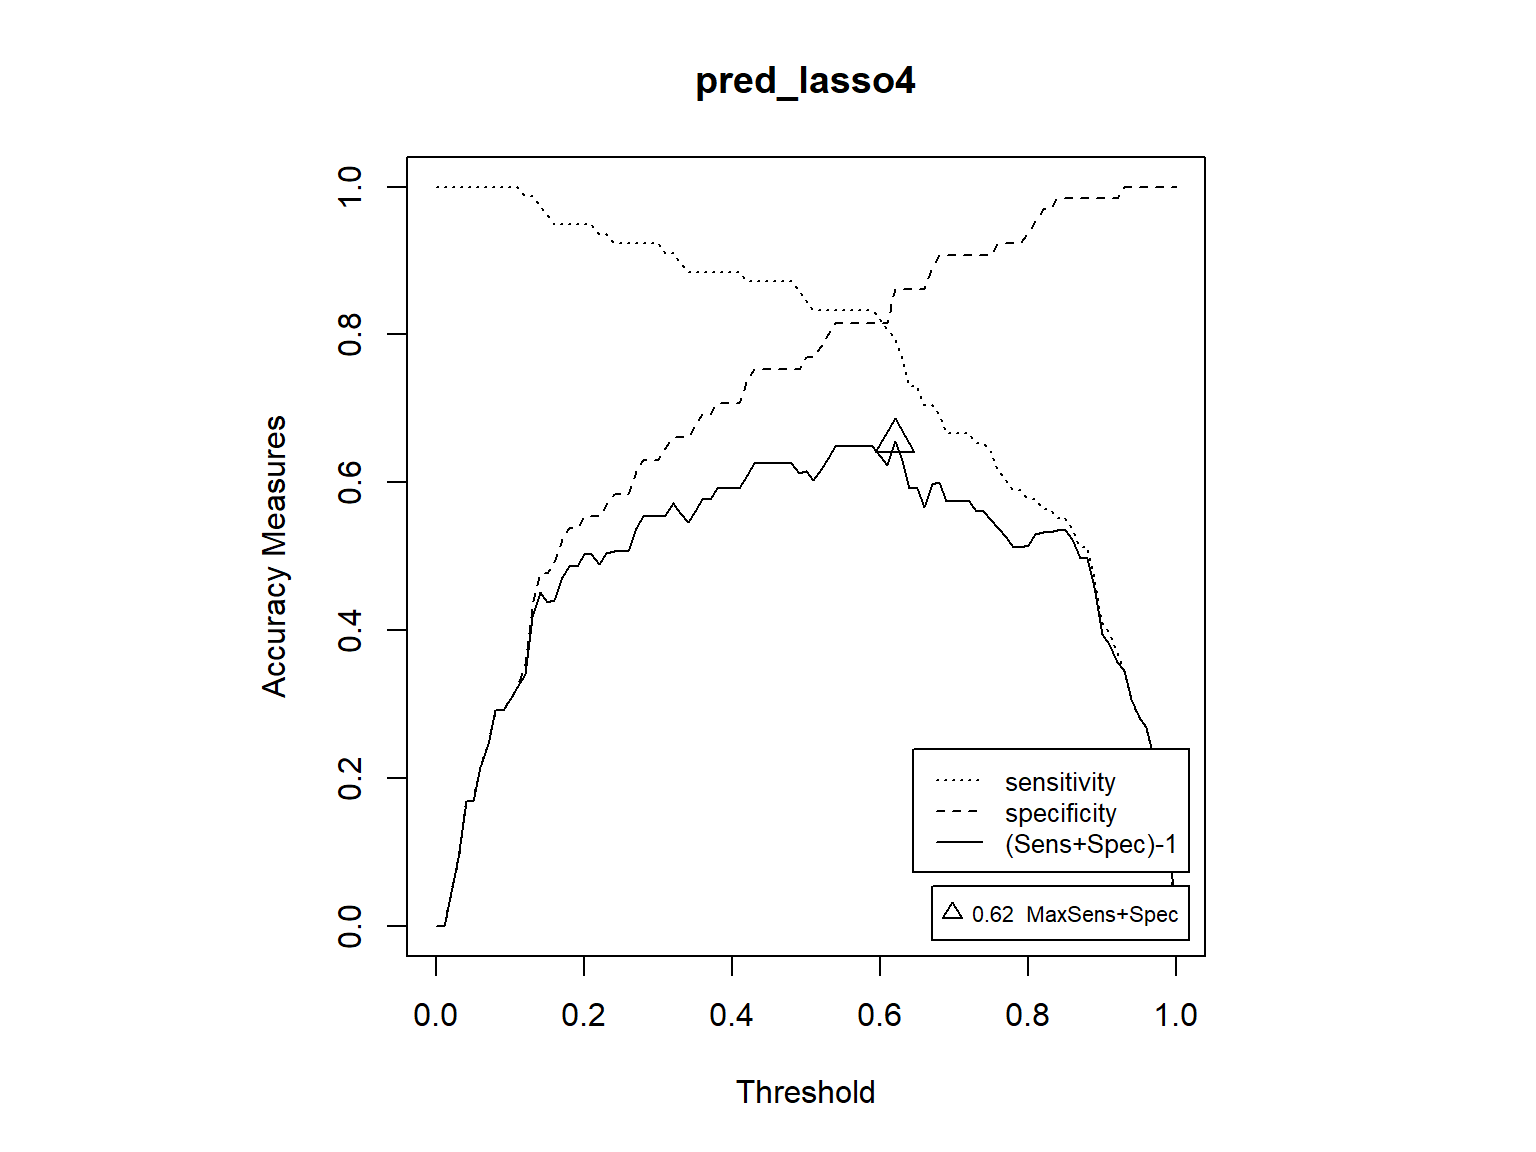 pred_lasso4
Accuracy Measures
1.0
0.8
0.6
0.4
0.2
0.0
0.0 0.2 0.4 0.6 0.8 1.0
Threshold
sensitivity
specificity
(Sens+Spec)-1
0.62 MaxSens+Spec